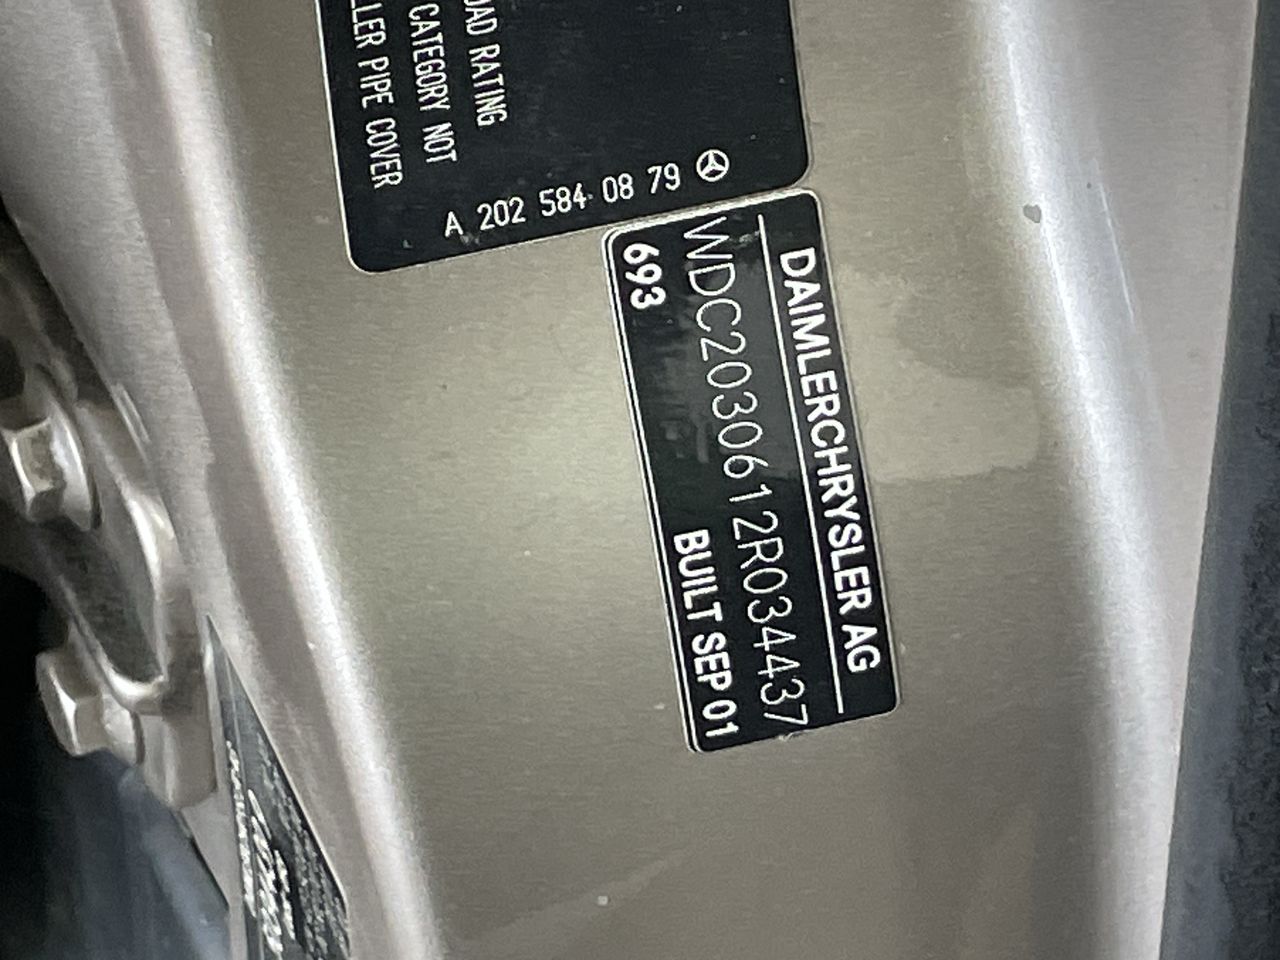 OAD RATING
CATEGORY NOT
LLER PIPE COVER
A 202 584 08 79
DAIMLERCHRYSLER AG
WDC2030612R034437
693 BUILT SEP 01